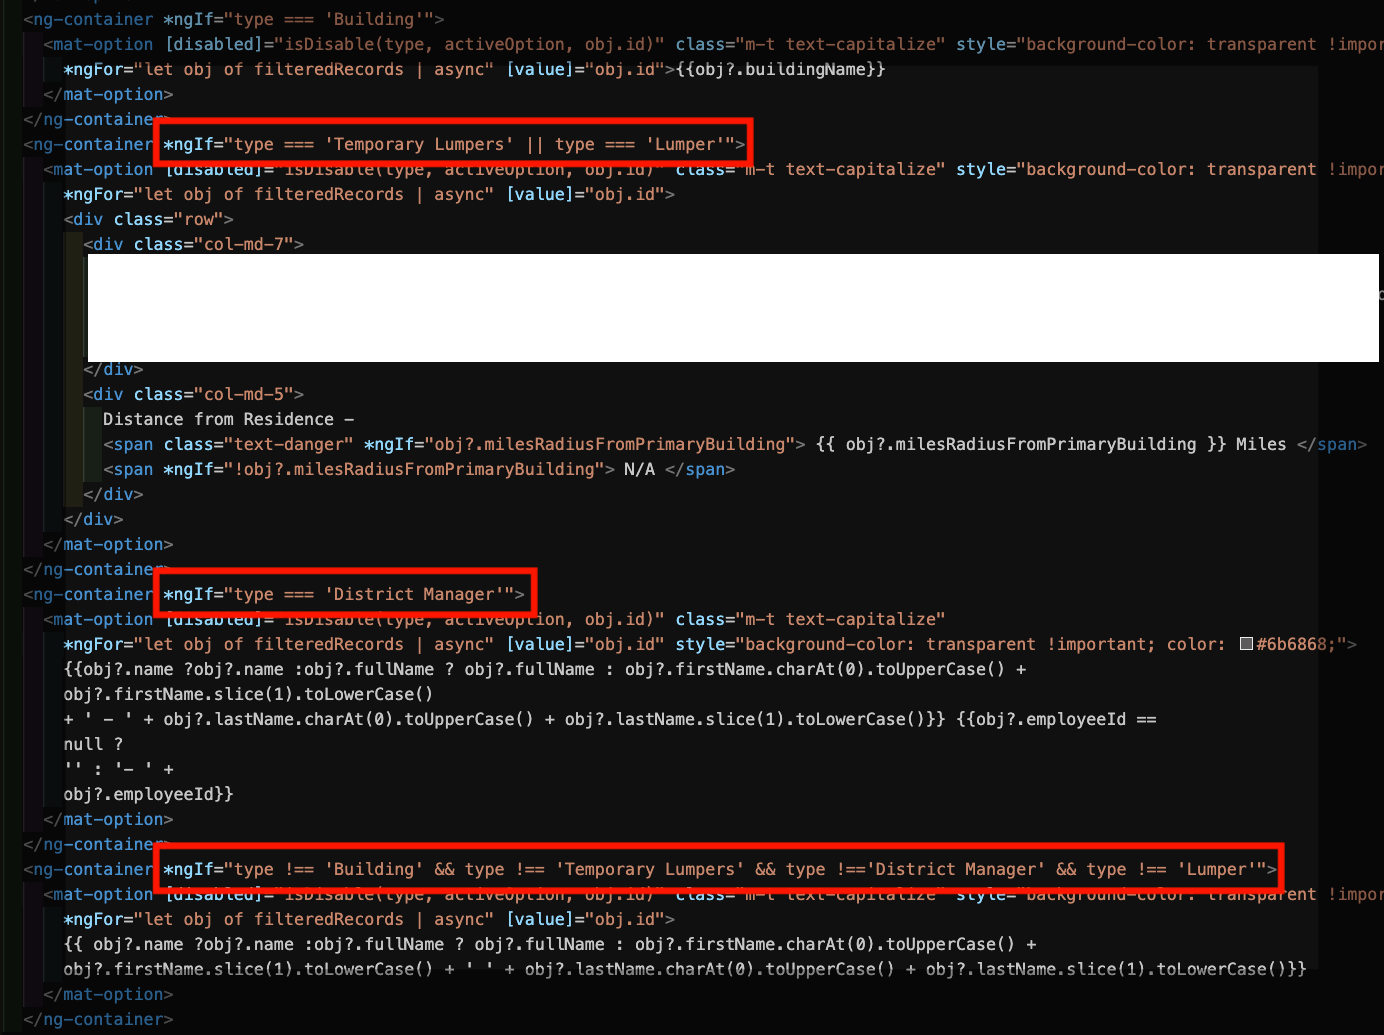 <ng-container *ngIf="type === 'Building'">
<mat-option [disabled]="isDisable(type, activeOption, obj.id)" class="m-t text-capitalize" style="background-color: transparent !impor
*ngFor="let obj of filteredRecords | async" [value]="obj.id">{{obj?.buildingName}}
</mat-option>
</ng-container>
<ng-container *ngIf="type === 'Temporary Lumpers' || type === 'Lumper'">
<mat-option [disabled]="isDisable(type, activeOption, obj.id)" class="m-t text-capitalize" style="background-color: transparent !impor
*ngFor="let obj of filteredRecords | async" [value]="obj.id">
<div class="row">
<div class="col-md-7">
</div>
<div class="col-md-5">
Distance from Residence -
<span class="text-danger" *ngIf="obj?.milesRadiusFromPrimaryBuilding"> {{ obj?.milesRadiusFromPrimaryBuilding }} Miles </span>
<span *ngIf="!obj?.milesRadiusFromPrimaryBuilding"> N/A </span>
</div>
</div>
</mat-option>
</ng-container>
<ng-container *ngIf="type === 'District Manager'">
<mat-option [disabled]="isDisable(type, activeOption, obj.id)" class="m-t text-capitalize"
*ngFor="let obj of filteredRecords | async" [value]="obj.id" style="background-color: transparent !important; color: #6b6868;">
{{obj?.name ?obj?.name :obj?.fullName ? obj?.fullName : obj?.firstName.charAt(0).toUpperCase() +
obj?.firstName.slice(1).toLowerCase()
+ ' - ' + obj?.lastName.charAt(0).toUpperCase() + obj?.lastName.slice(1).toLowerCase()}} {{obj?.employeeId ==
null ?
'' : '- ' +
obj?.employeeId}}
</mat-option>
</ng-container>
<ng-container *ngIf="type !== 'Building' && type !== 'Temporary Lumpers' && type !=='District Manager' && type !== 'Lumper'">
<mat-option [disabled]="isDisable(type, activeOption, obj.id)" class="m-t text-capitalize" style="background-color: transparent !impor
*ngFor="let obj of filteredRecords | async" [value]="obj.id">
{{ obj?.name ?obj?.name :obj?.fullName ? obj?.fullName : obj?.firstName.charAt(0).toUpperCase() +
obj?.firstName.slice(1).toLowerCase() + ' ' + obj?.lastName.charAt(0).toUpperCase() + obj?.lastName.slice(1).toLowerCase()}}
</mat-option>
</ng-container>